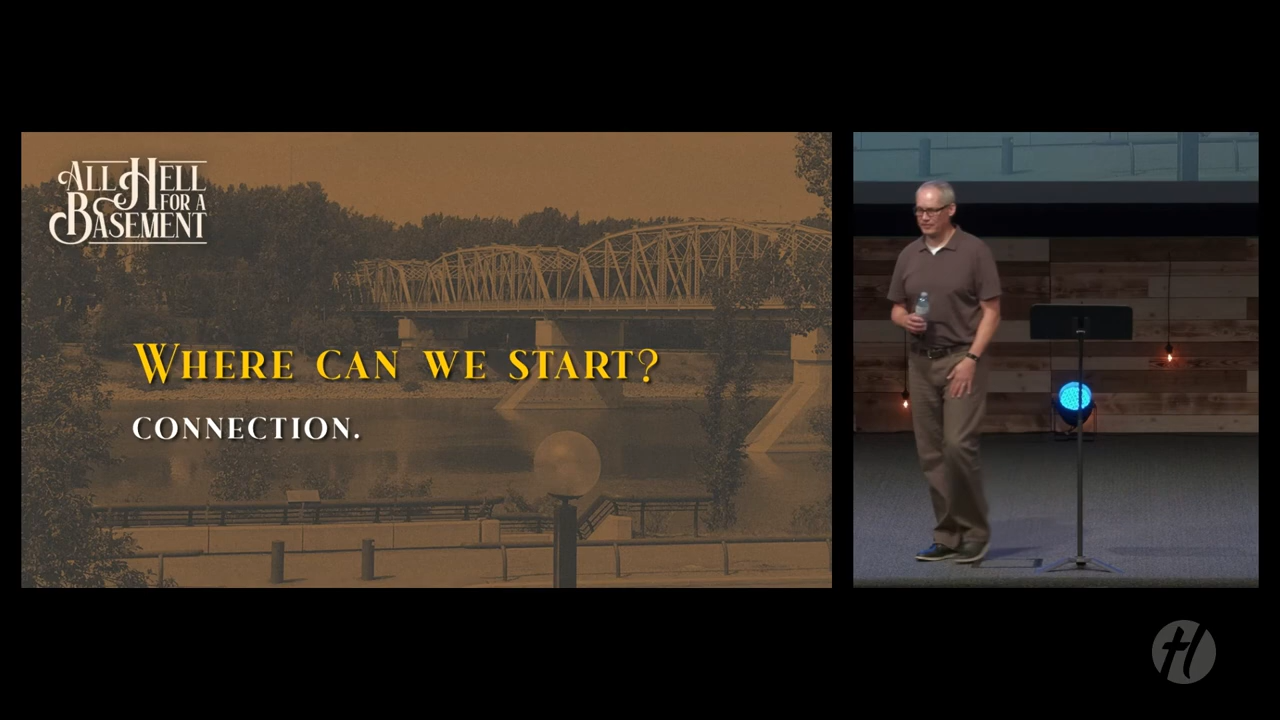 All Hell
for a
Basement
Where can we start?
connection.